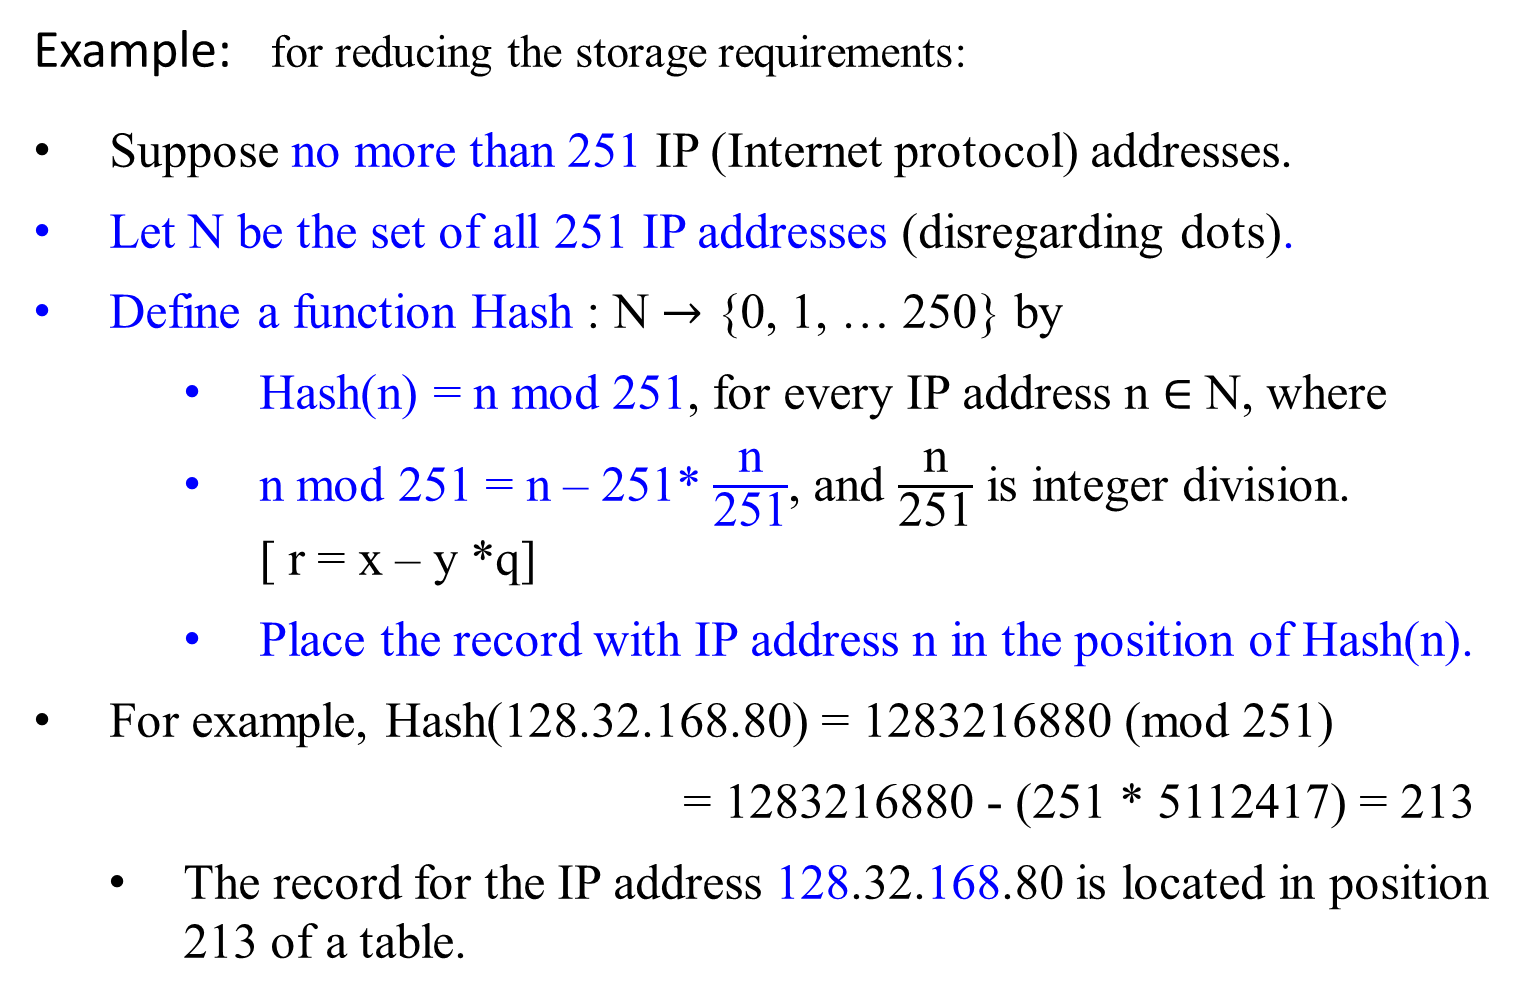 Example: for reducing the storage requirements:
• Suppose no more than 251 IP (Internet protocol) addresses.
• Let N be the set of all 251 IP addresses (disregarding dots).
• Define a function Hash : N → {0, 1, … 250} by
• Hash(n) = n mod 251, for every IP address n ∈ N, where
• n mod 251 = n – 251* n/251, and n/251 is integer division.
[ r = x – y *q]
• Place the record with IP address n in the position of Hash(n).
• For example, Hash(128.32.168.80) = 1283216880 (mod 251)
= 1283216880 - (251 * 5112417) = 213
• The record for the IP address 128.32.168.80 is located in position
213 of a table.